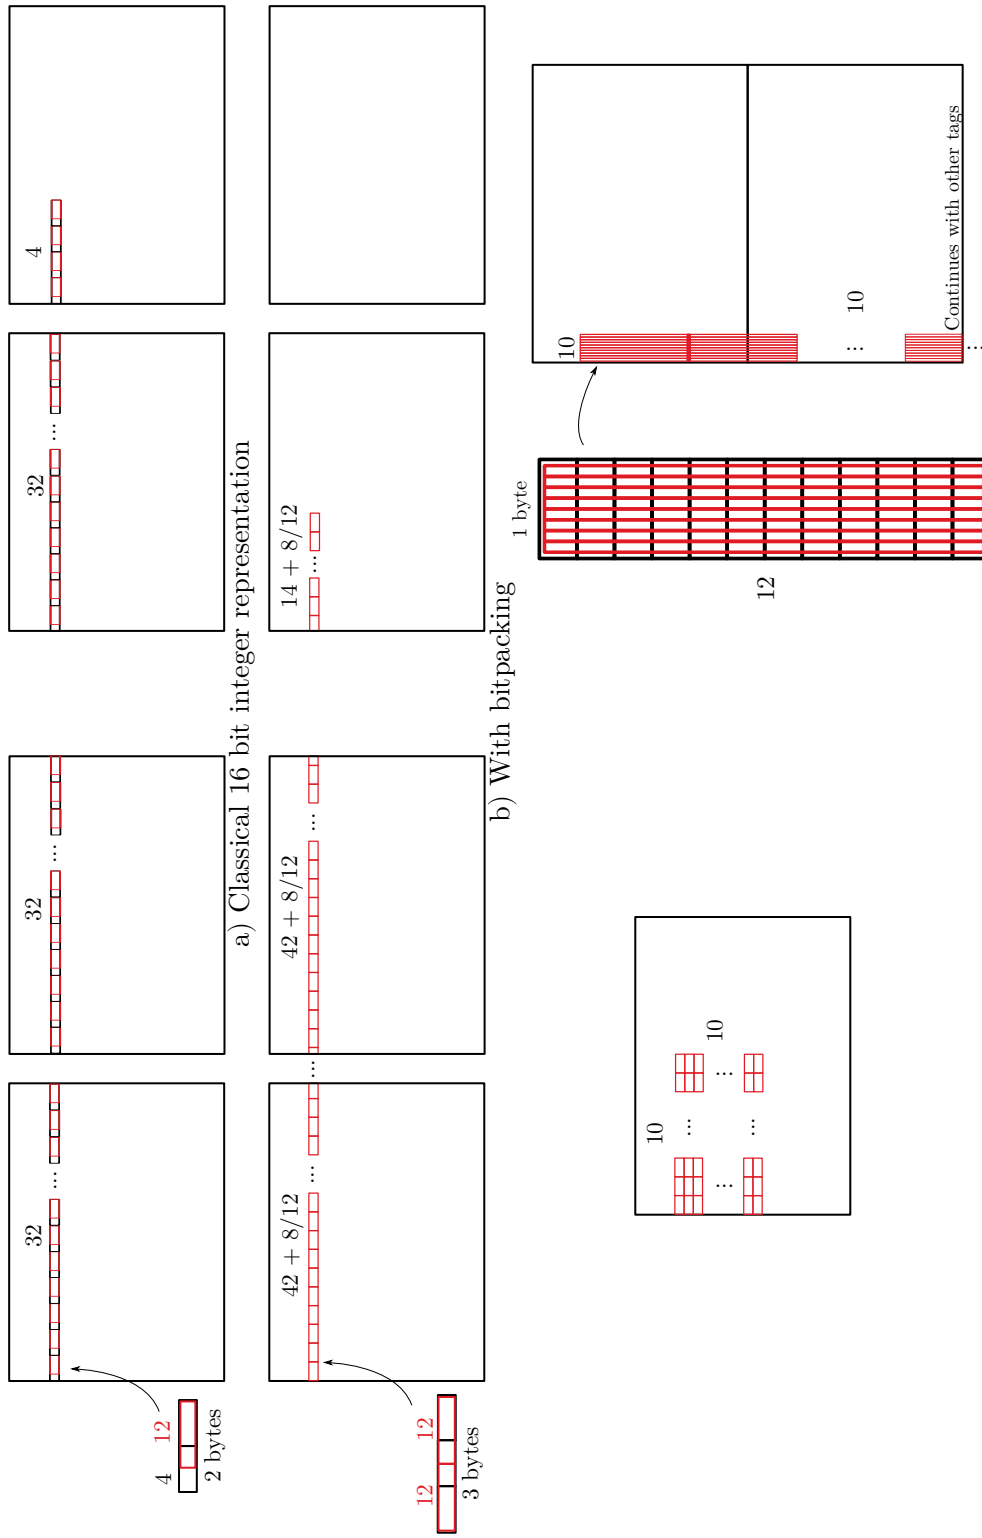 32
32
32
4
4
12
2 bytes
...
...
...
a) Classical 16 bit integer representation
42 + 8/12
42 + 8/12
14 + 8/12
12
12
3 bytes
...
...
...
...
b) With bitpacking
10
10
...
...
...
...
1 byte
12
10
10
...
Continues with other tags
...